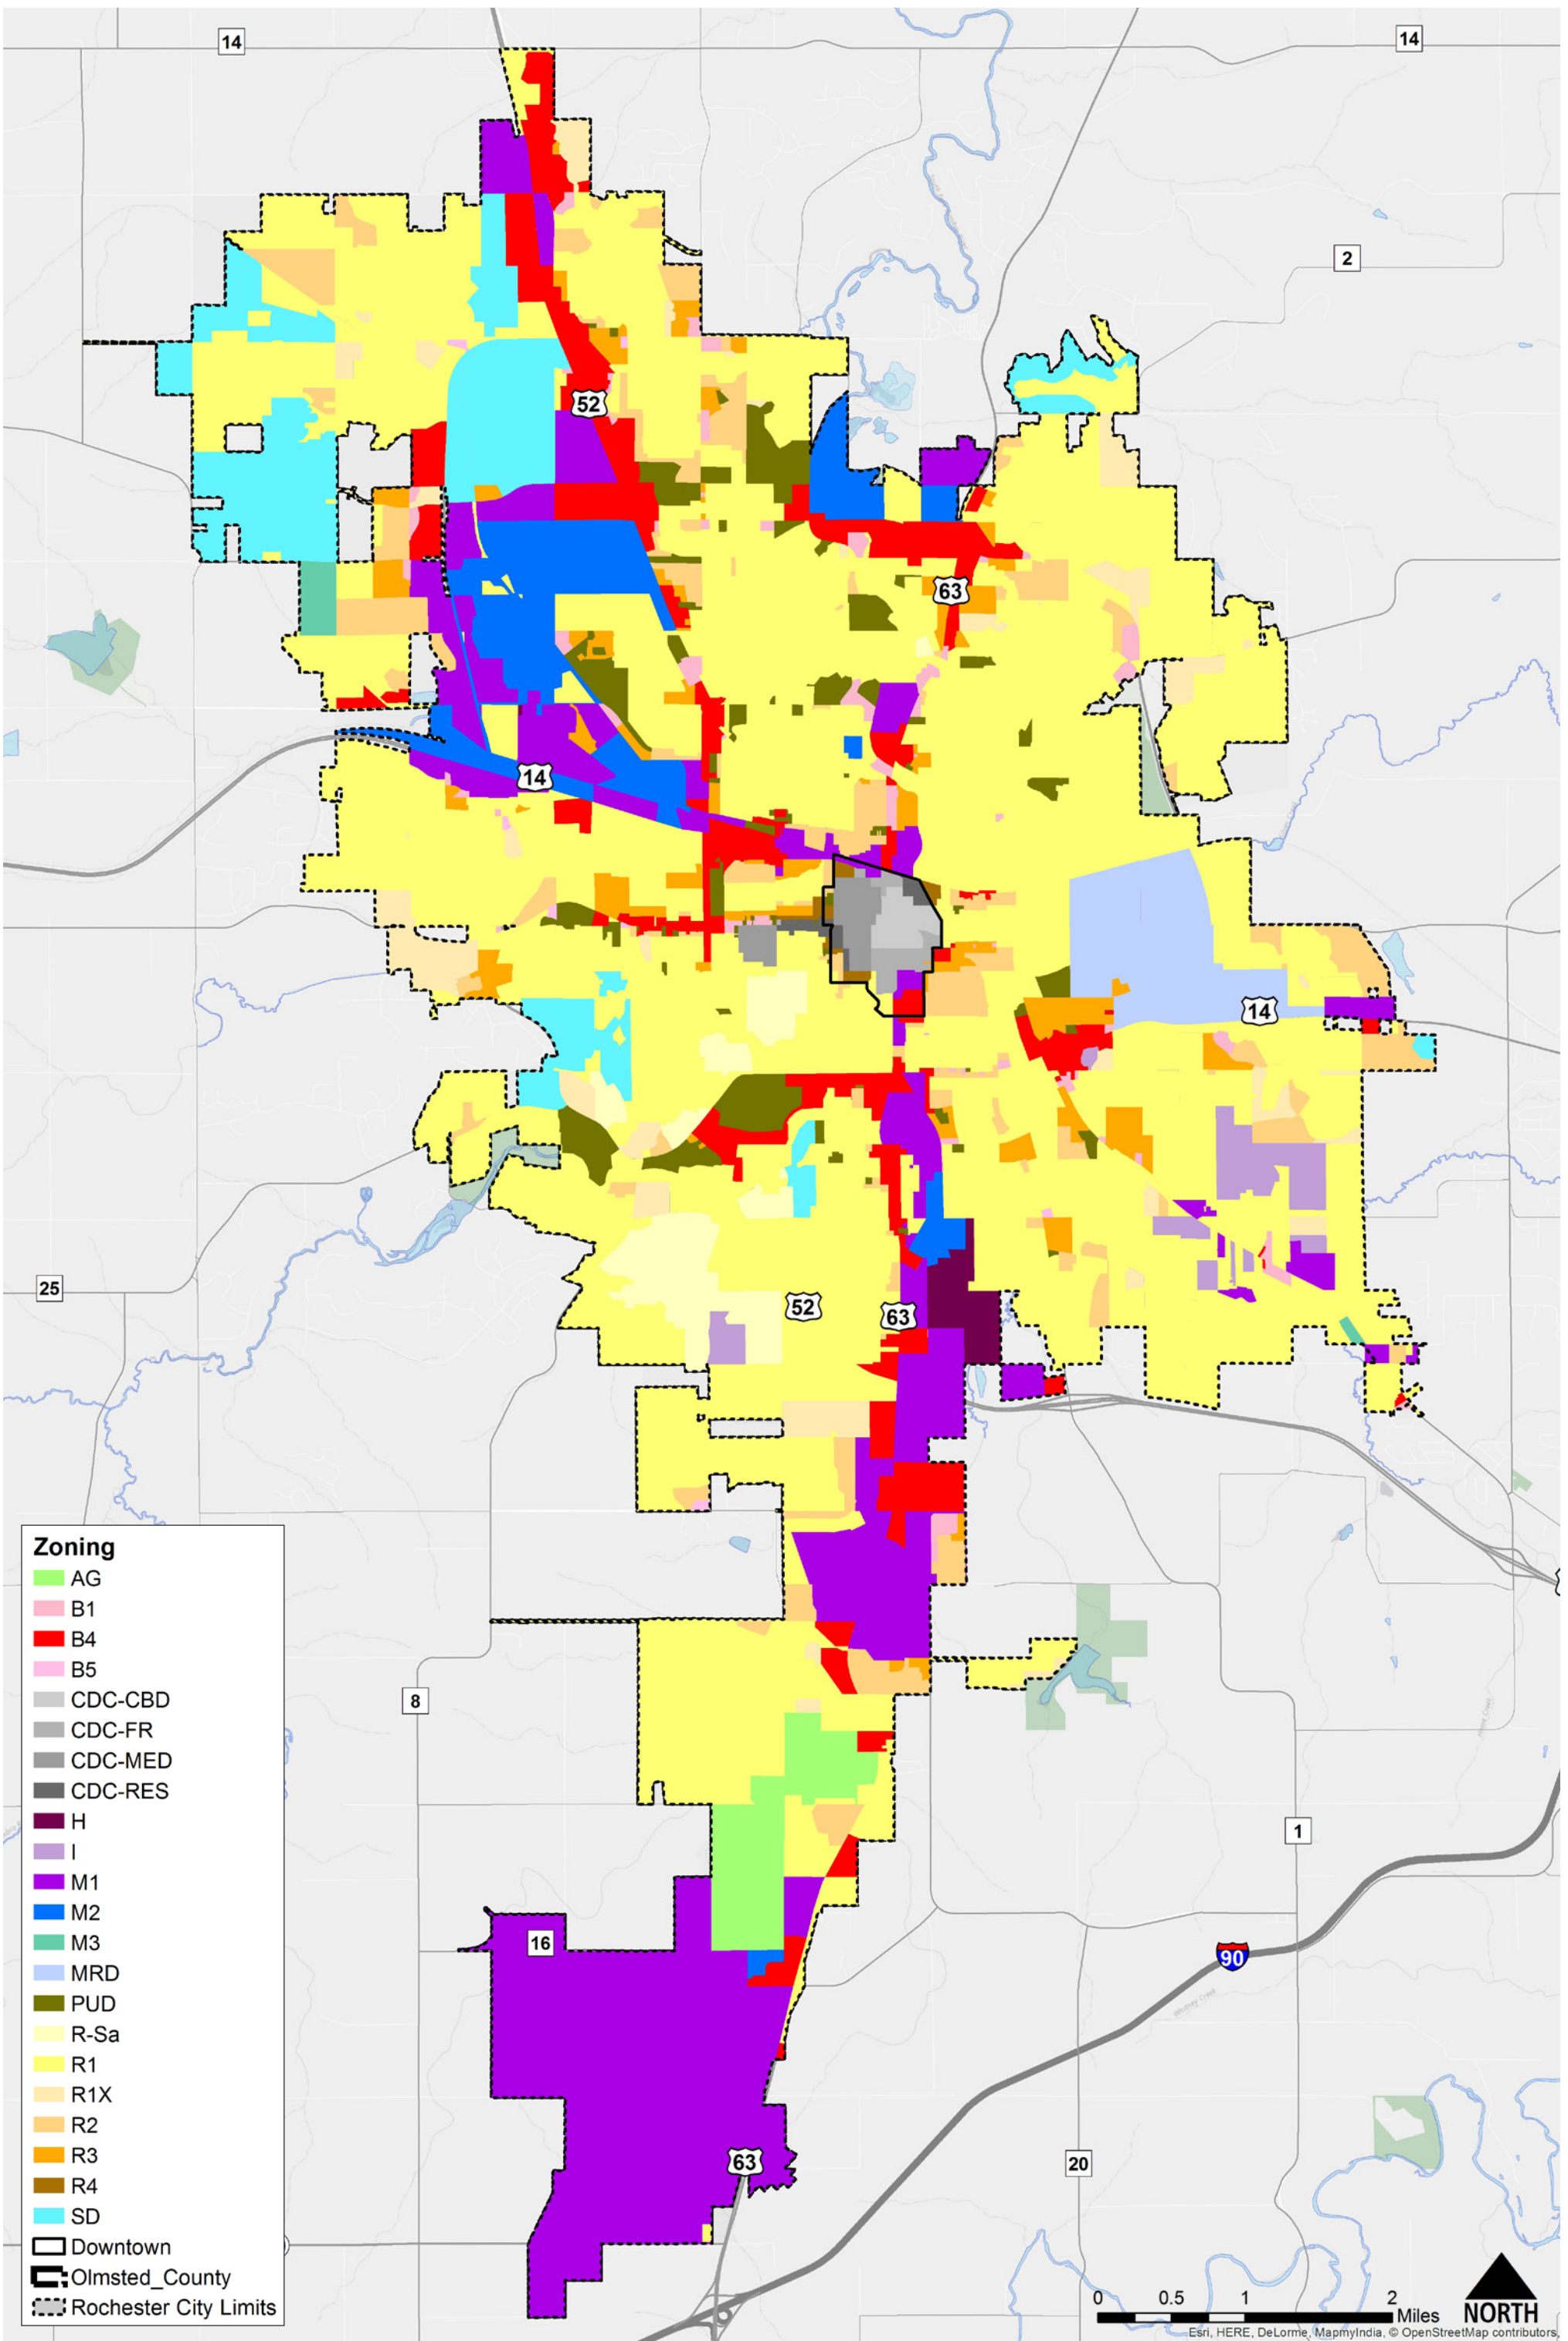 14
14
2
52
63
14
14
52
63
25
Zoning
AG
B1
B4
B5
CDC-CBD
CDC-FR
CDC-MED
CDC-RES
H
I
M1
M2
M3
MRD
PUD
R-Sa
R1
R1X
R2
R3
R4
SD
Downtown
Olmsted_County
Rochester City Limits
8
1
16
90
Whitney Creek
63
20
0 0.5 1 2
Miles
NORTH
Esri, HERE, DeLorme, MapmyIndia, © OpenStreetMap contributors,